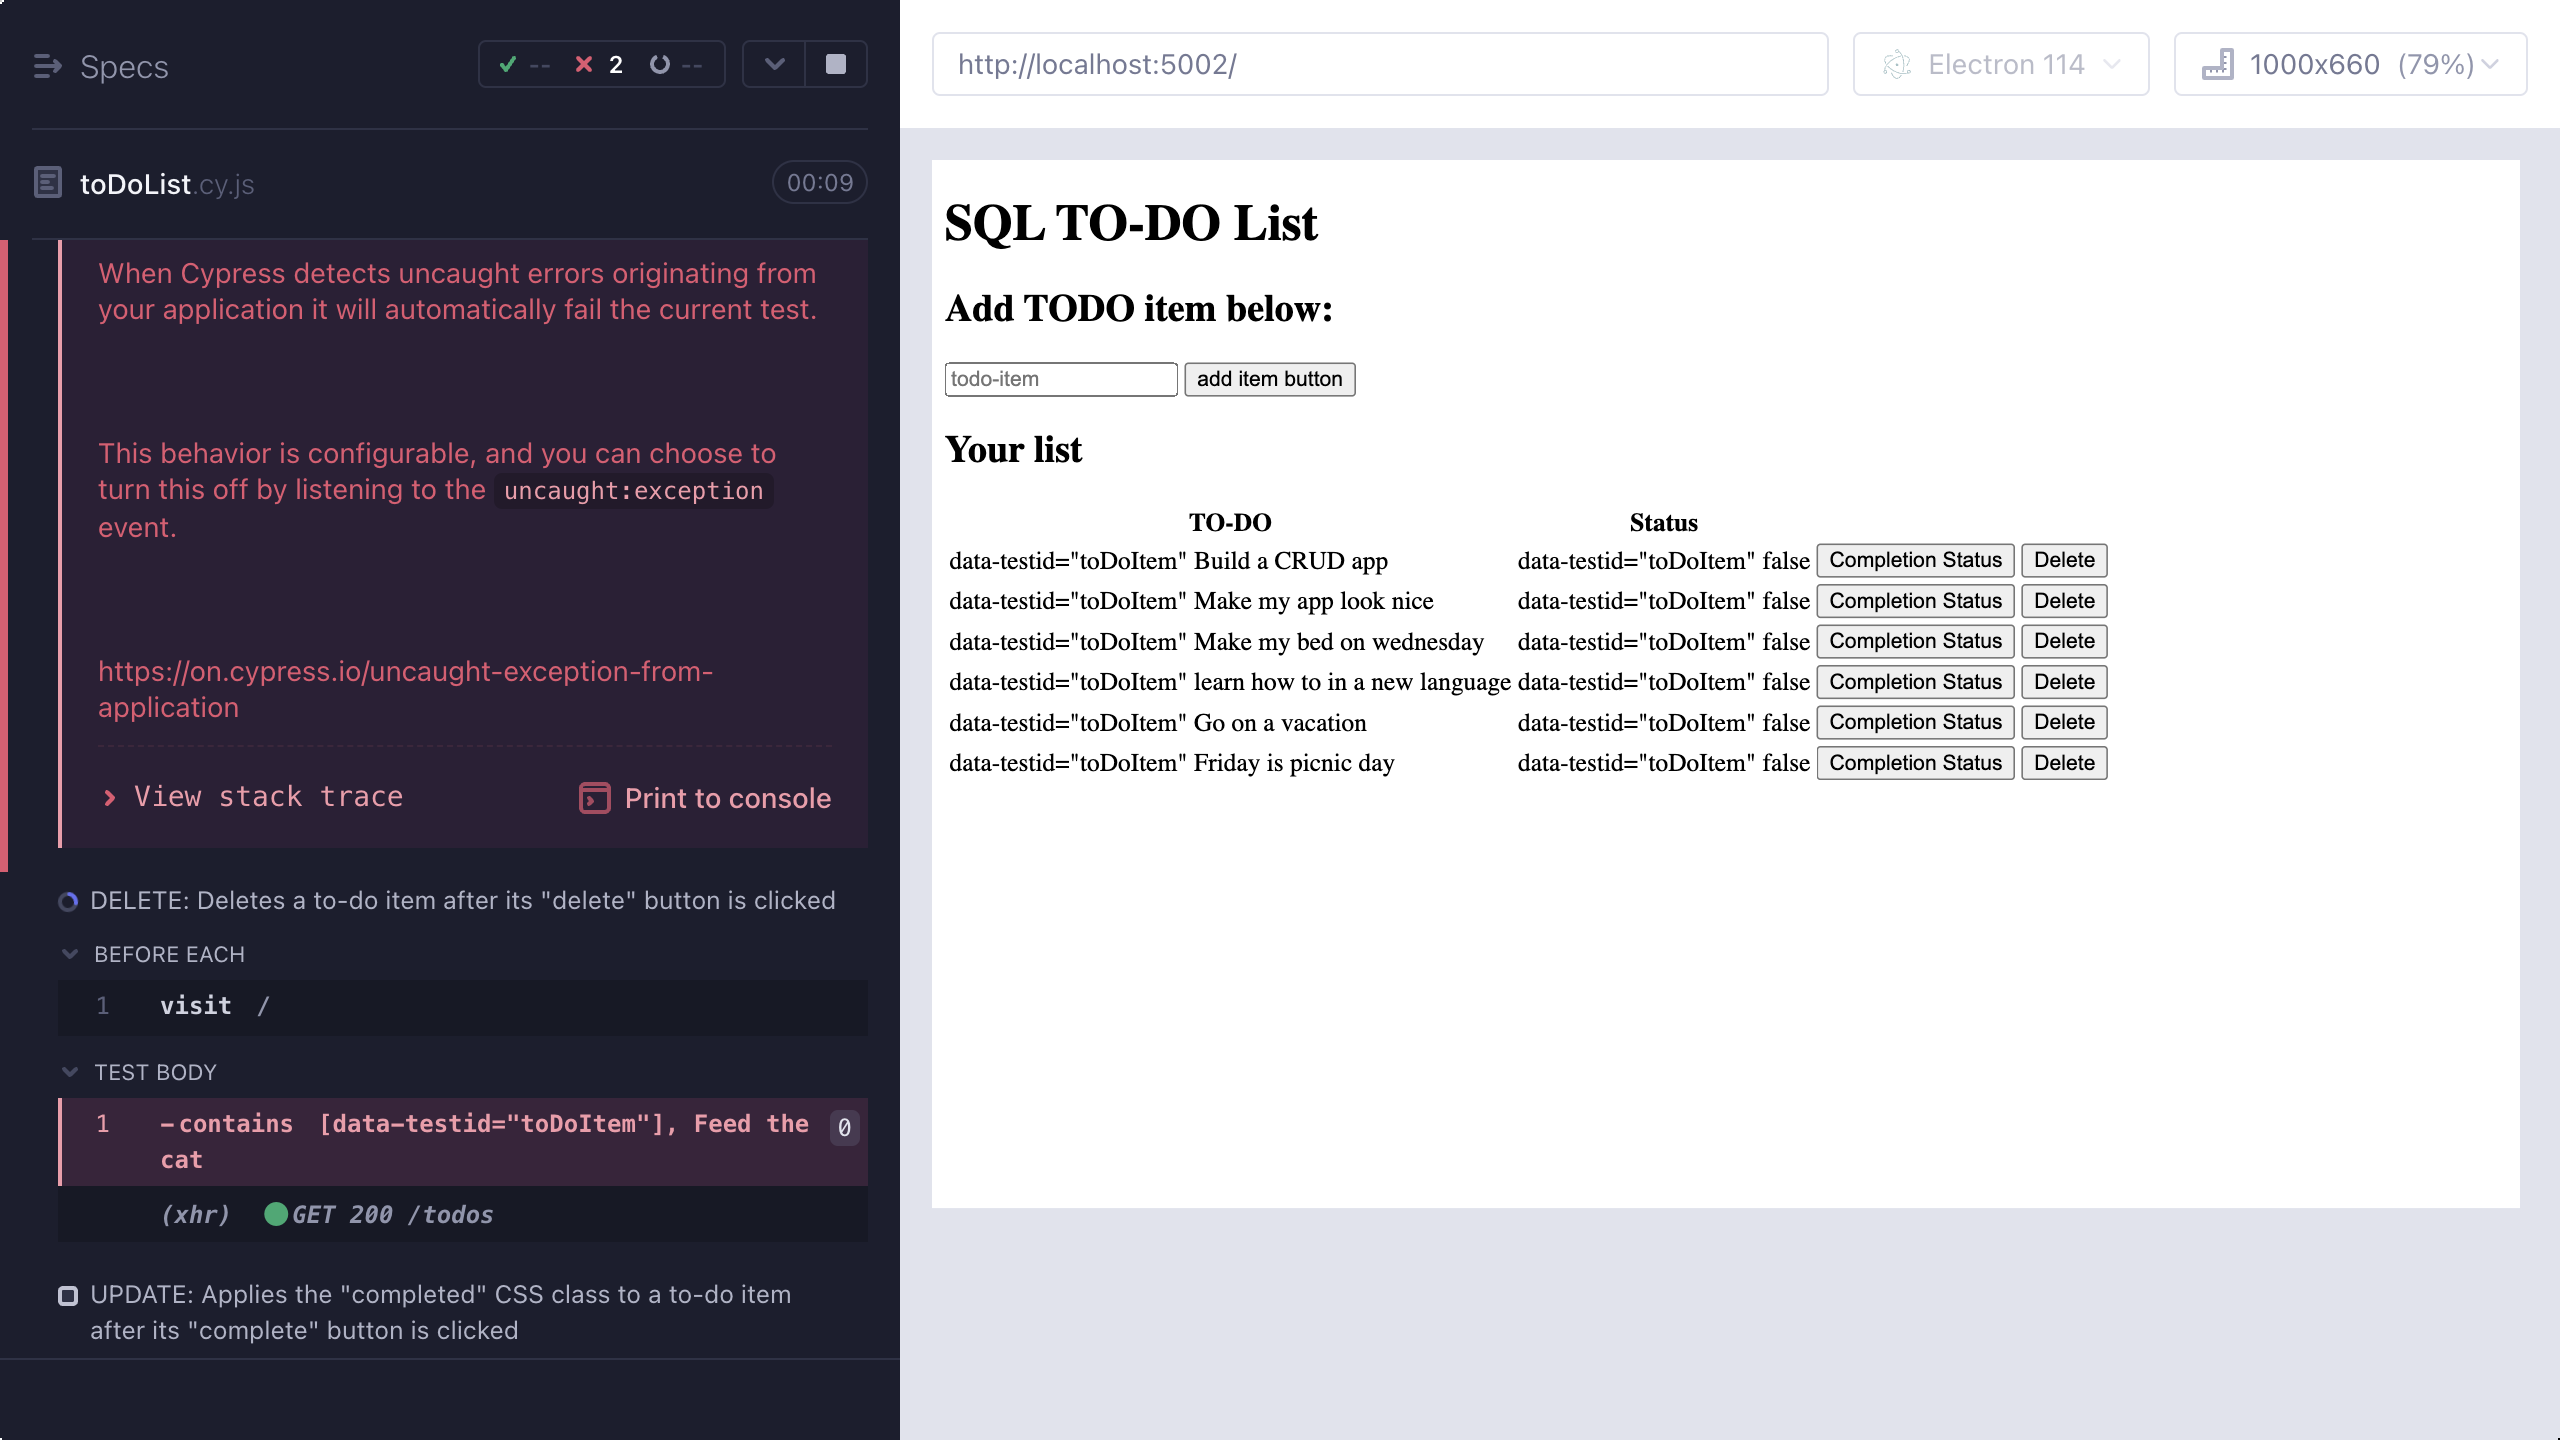 Specs
-- 2 --
toDoList.cy.js
00:09
When Cypress detects uncaught errors originating from
your application it will automatically fail the current test.
This behavior is configurable, and you can choose to
turn this off by listening to the uncaught:exception
event.
https://on.cypress.io/uncaught-exception-from-
application
View stack trace
Print to console
DELETE: Deletes a to-do item after its "delete" button is clicked
BEFORE EACH
1 visit /
TEST BODY
1 -contains [data-testid="toDoItem"], Feed the 0
cat
(xhr) GET 200 /todos
UPDATE: Applies the "completed" CSS class to a to-do item
after its "complete" button is clicked
http://localhost:5002/
Electron 114
1000x660 (79%)
SQL TO-DO List
Add TODO item below:
todo-item add item button
Your list
TO-DO Status
data-testid="toDoItem" Build a CRUD app data-testid="toDoItem" false Completion Status Delete
data-testid="toDoItem" Make my app look nice data-testid="toDoItem" false Completion Status Delete
data-testid="toDoItem" Make my bed on wednesday data-testid="toDoItem" false Completion Status Delete
data-testid="toDoItem" learn how to in a new language data-testid="toDoItem" false Completion Status Delete
data-testid="toDoItem" Go on a vacation data-testid="toDoItem" false Completion Status Delete
data-testid="toDoItem" Friday is picnic day data-testid="toDoItem" false Completion Status Delete